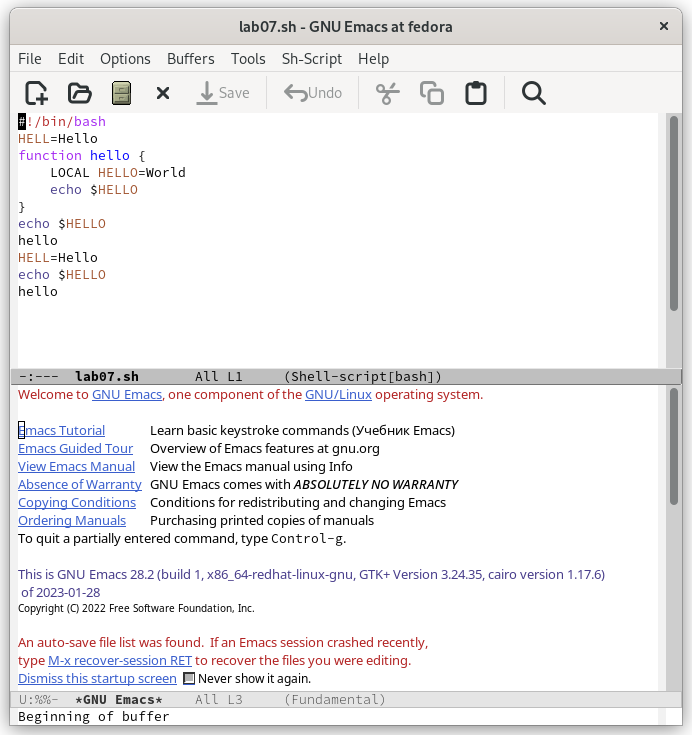 lab07.sh - GNU Emacs at fedora
File Edit Options Buffers Tools Sh-Script Help
Save Undo
#!/bin/bash
HELL=Hello
function hello {
    LOCAL HELLO=World
    echo $HELLO
}
echo $HELLO
hello
HELL=Hello
echo $HELLO
hello
-:--- lab07.sh All L1 (Shell-script[bash])
Welcome to GNU Emacs, one component of the GNU/Linux operating system.
Emacs Tutorial Learn basic keystroke commands (Учебник Emacs)
Emacs Guided Tour Overview of Emacs features at gnu.org
View Emacs Manual View the Emacs manual using Info
Absence of Warranty GNU Emacs comes with ABSOLUTELY NO WARRANTY
Copying Conditions Conditions for redistributing and changing Emacs
Ordering Manuals Purchasing printed copies of manuals
To quit a partially entered command, type Control-g.
This is GNU Emacs 28.2 (build 1, x86_64-redhat-linux-gnu, GTK+ Version 3.24.35, cairo version 1.17.6)
of 2023-01-28
Copyright (C) 2022 Free Software Foundation, Inc.
An auto-save file list was found. If an Emacs session crashed recently,
type M-x recover-session RET to recover the files you were editing.
Dismiss this startup screen Never show it again.
U:%%- *GNU Emacs* All L3 (Fundamental)
Beginning of buffer